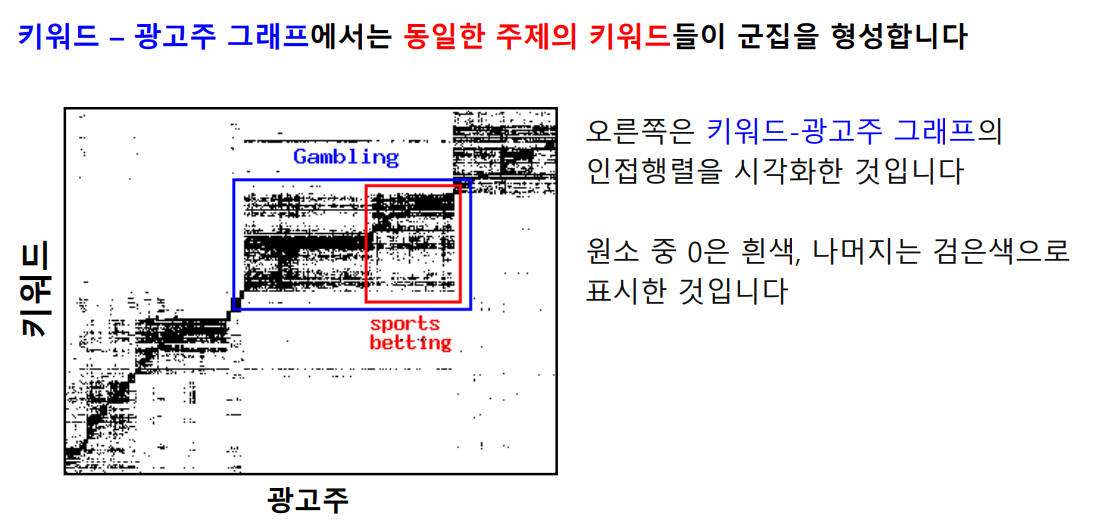 키워드 – 광고주 그래프에서는 동일한 주제의 키워드들이 군집을 형성합니다
Gambling
sports
betting
키워드
광고주
오른쪽은 키워드-광고주 그래프의
인접행렬을 시각화한 것입니다
원소 중 0은 흰색, 나머지는 검은색으로
표시한 것입니다